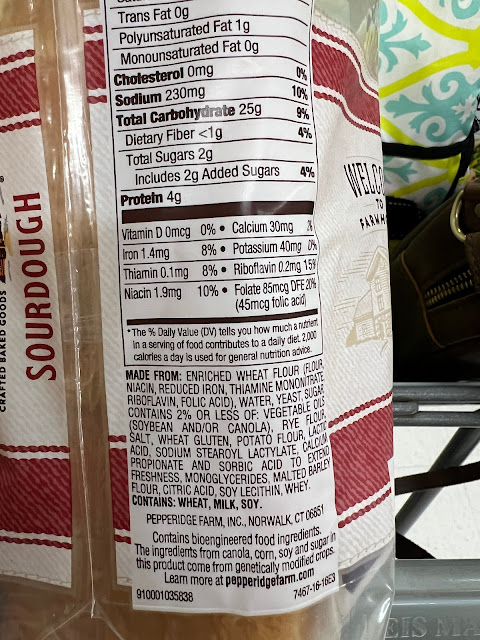 Trans Fat 0g
Polyunsaturated Fat 1g
Monounsaturated Fat 0g
Cholesterol 0mg 0%
Sodium 230mg 10%
Total Carbohydrate 25g 9%
Dietary Fiber <1g 4%
Total Sugars 2g
Includes 2g Added Sugars 4%
Protein 4g
Vitamin D 0mcg 0% • Calcium 30mg
Iron 1.4mg 8% • Potassium 40mg 0%
Thiamin 0.1mg 8% • Riboflavin 0.2mg 15%
Niacin 1.9mg 10% • Folate 85mcg DFE 20%
(45mcg folic acid)
*The % Daily Value (DV) tells you how much a nutrient
in a serving of food contributes to a daily diet. 2,000
calories a day is used for general nutrition advice.
MADE FROM: ENRICHED WHEAT FLOUR (FLOUR,
NIACIN, REDUCED IRON, THIAMINE MONONITRATE,
RIBOFLAVIN, FOLIC ACID), WATER, YEAST, SUGAR,
CONTAINS 2% OR LESS OF: VEGETABLE OILS
(SOYBEAN AND/OR CANOLA), RYE FLOUR,
SALT, WHEAT GLUTEN, POTATO FLOUR, LACTIC
ACID, SODIUM STEAROYL LACTYLATE, CALCIUM
PROPIONATE AND SORBIC ACID TO EXTEND
FRESHNESS, MONOGLYCERIDES, MALTED BARLEY
FLOUR, CITRIC ACID, SOY LECITHIN, WHEY.
CONTAINS: WHEAT, MILK, SOY.
PEPPERIDGE FARM, INC., NORWALK, CT 06851
Contains bioengineered food ingredients.
The ingredients from canola, corn, soy and sugar in
this product come from genetically modified crops.
Learn more at pepperidgefarm.com
910001035838 7467-16-16E3
CRAFTED BAKED GOODS
SOURDOUGH
WELCO
TO
FARMH
EIS MA